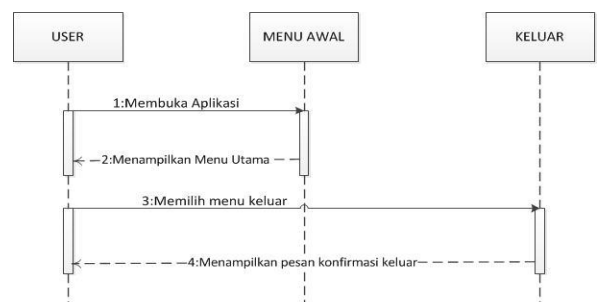 USER
MENU AWAL
KELUAR
1:Membuka Aplikasi
2:Menampilkan Menu Utama
3:Memilih menu keluar
4:Menampilkan pesan konfirmasi keluar